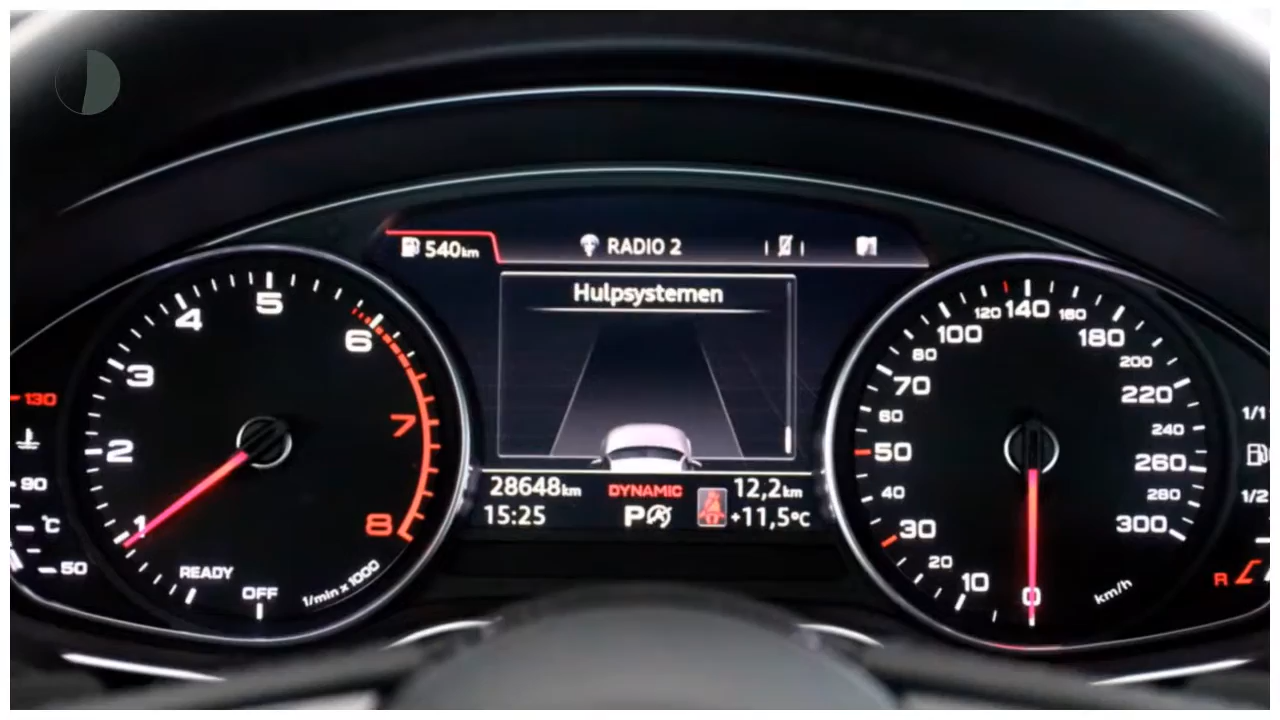 540km
RADIO 2
Hulpsystemen
28648km
DYNAMIC
12,2km
15:25
P
A
+11,5°C
1
2
3
4
5
6
7
8
READY
OFF
1/min x 1000
130
90
°C
50
0
10
20
30
40
50
60
70
80
100
120
140
160
180
200
220
240
260
280
300
km/h
1/1
1/2
R